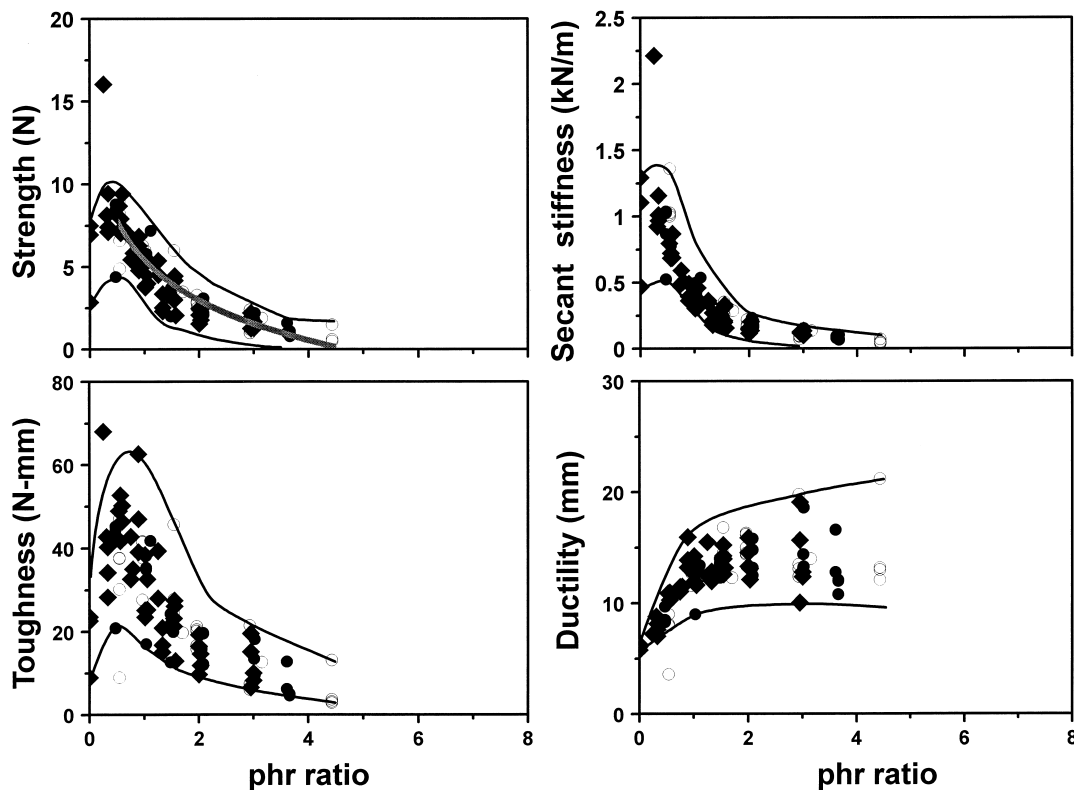 Strength (N)
20
15
10
5
0
Secant stiffness (kN/m)
2.5
2
1.5
1
0.5
0
Toughness (N-mm)
80
60
40
20
0
0 2 4 6 8
phr ratio
Ductility (mm)
30
20
10
0
0 2 4 6 8
phr ratio